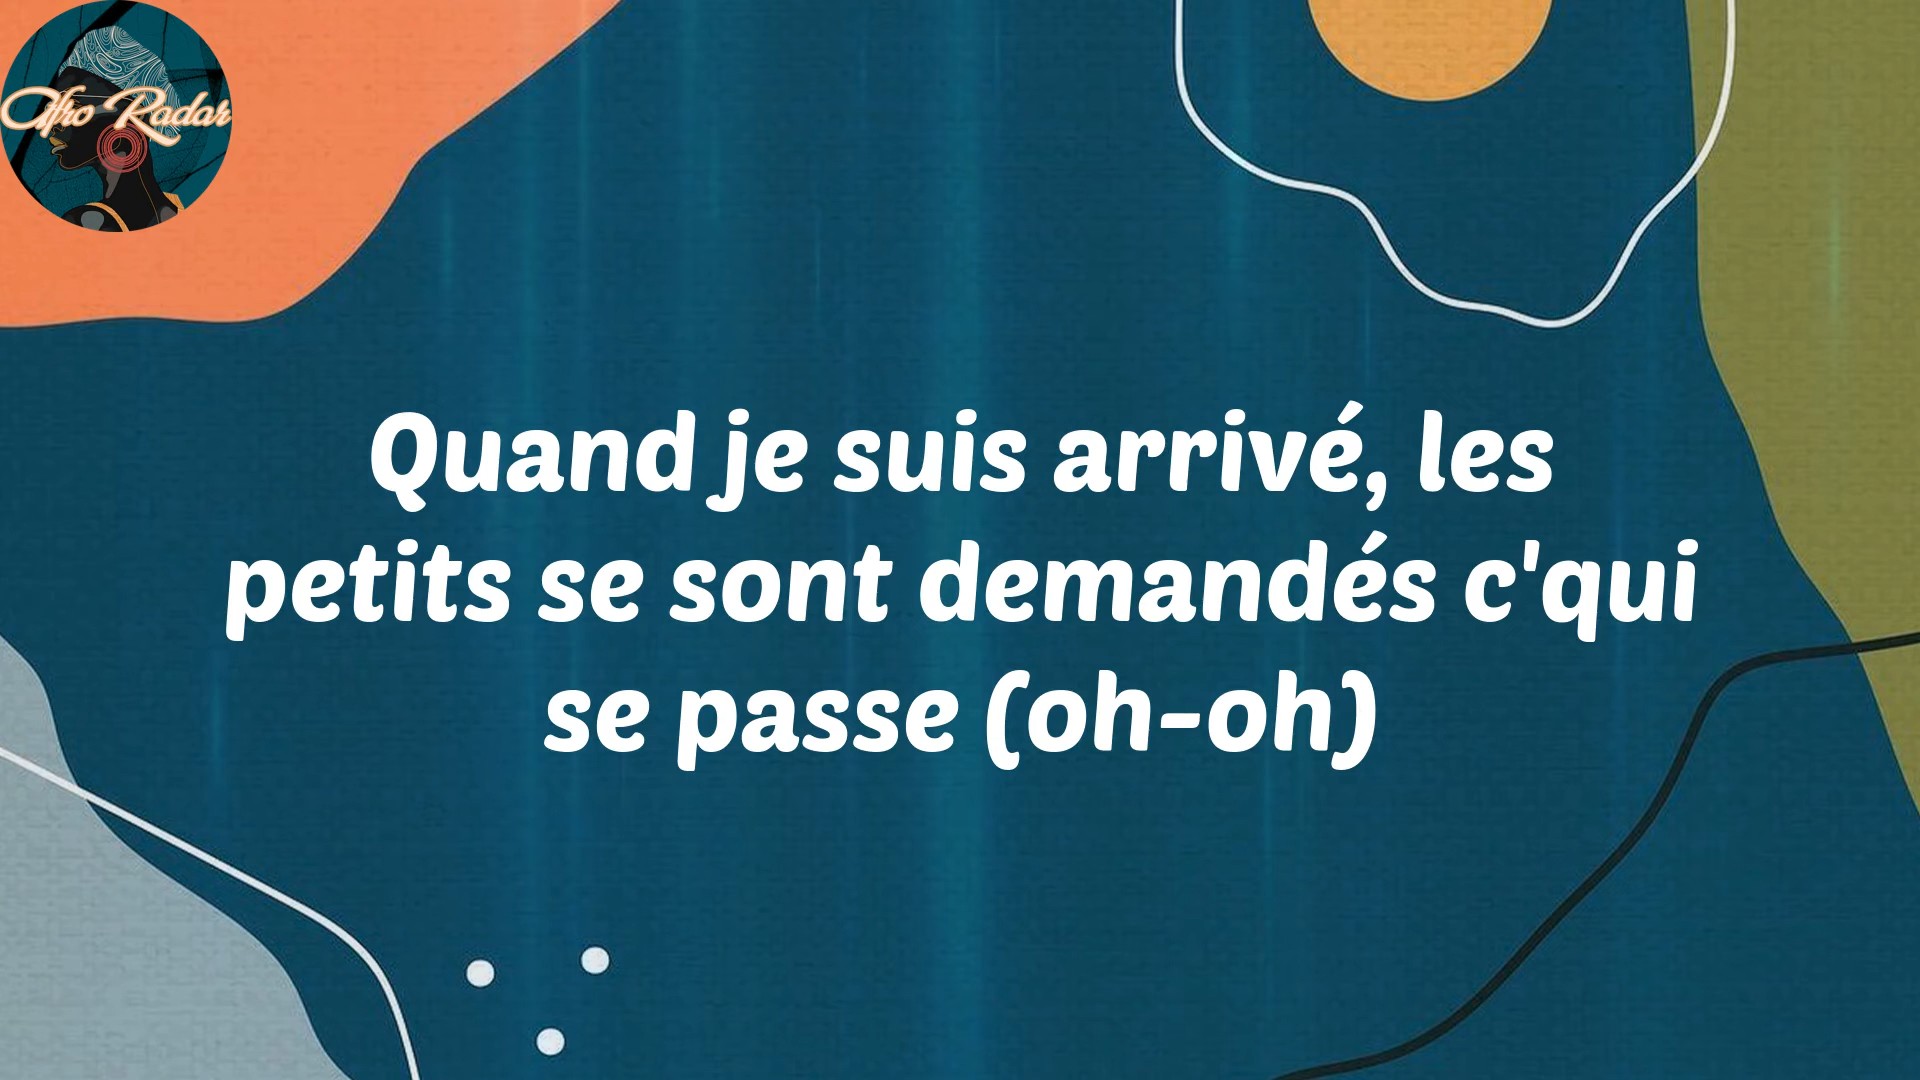 Afro Radar
Quand je suis arrivé, les
petits se sont demandés c'qui
se passe (oh-oh)